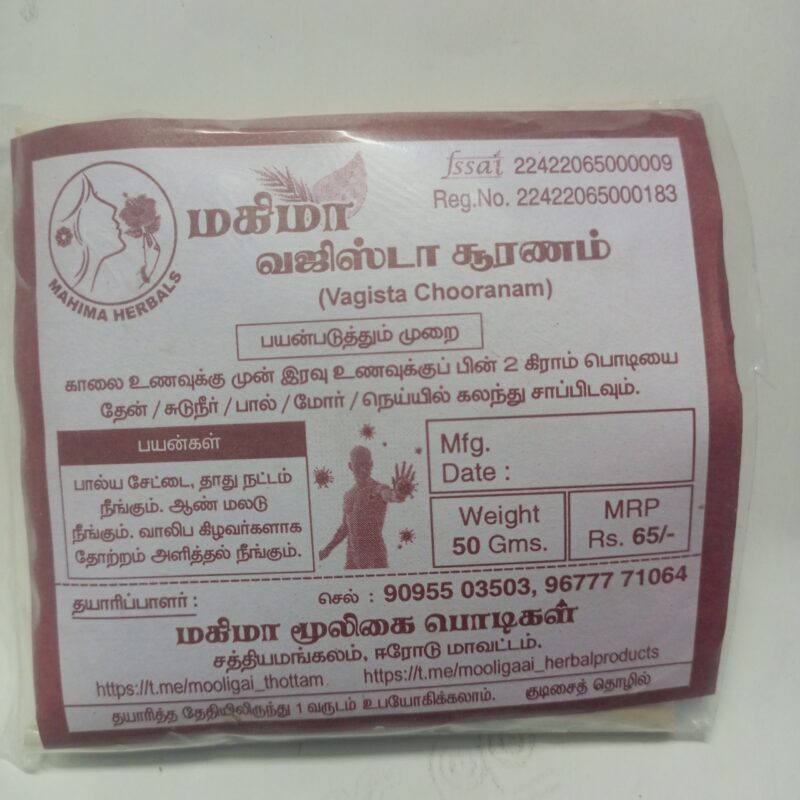 fssai 22422065000009
Reg.No. 22422065000183
MAHIMA HERBALS
மகிமா
வஜிஸ்டா சூரணம்
(Vagista Chooranam)
பயன்படுத்தும் முறை
காலை உணவுக்கு முன் இரவு உணவுக்குப் பின் 2 கிராம் பொடியை
தேன் / சுடுநீர் / பால் / மோர் / நெய்யில் கலந்து சாப்பிடவும்.
பயன்கள்
பால்ய சேட்டை, தாது நட்டம்
நீங்கும். ஆண் மலடு
நீங்கும். வாலிப கிழவர்களாக
தோற்றம் அளித்தல் நீங்கும்.
Mfg.
Date :
Weight
50 Gms.
MRP
Rs. 65/-
தயாரிப்பாளர் :
செல் : 90955 03503, 96777 71064
மகிமா மூலிகை பொடிகள்
சத்தியமங்கலம், ஈரோடு மாவட்டம்.
https://t.me/mooligai_thottam https://t.me/mooligaai_herbalproducts
தயாரித்த தேதியிலிருந்து 1 வருடம் உபயோகிக்கலாம். குடிசைத் தொழில்